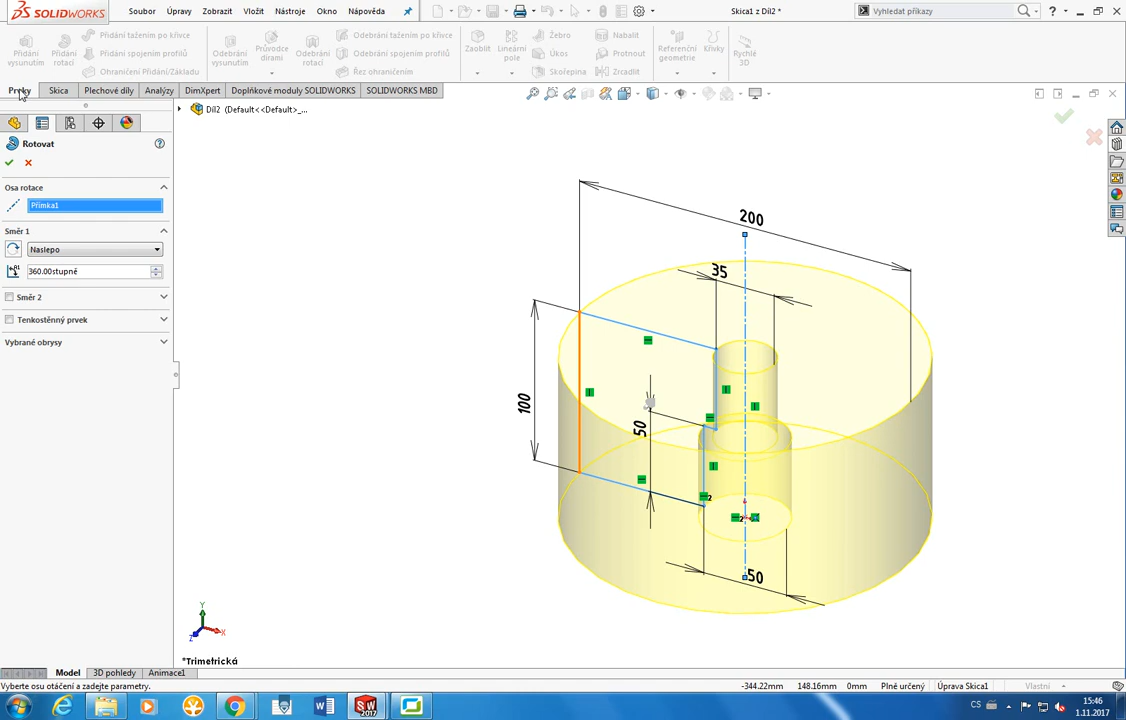 SOLIDWORKS
Soubor Úpravy Zobrazit Vložit Nástroje Okno Nápověda
Skica1 z Díl2 *
Vyhledat příkazy
Přidání vysunutím
Přidání rotací
Přidání tažením po křivce
Přidání spojením profilů
Ohraničení Přidání/Základu
Odebrání vysunutím
Průvodce dírami
Odebrání rotací
Odebrání tažením po křivce
Odebrání spojením profilů
Řez ohraničením
Zaoblit
Lineární pole
Žebro
Úkos
Skořepina
Nabalit
Protnout
Zrcadlit
Referenční geometrie
Křivky
Rychlé 3D
Prvky Skica Plechové díly Analýzy DimXpert Doplňkové moduly SOLIDWORKS SOLIDWORKS MBD
Díl2 (Default<<Default>_...
Rotovat
Osa rotace
Přímka1
Směr 1
Naslepo
360.00stupně
Směr 2
Tenkostěnný prvek
Vybrané obrysy
200
35
100
50
50
2
2
Y
X
Z
*Trimetrická
Model 3D pohledy Animace1
Vyberte osu otáčení a zadejte parametry.
-344.22mm 148.16mm 0mm Plně určený Úprava Skica1 Vlastní
SW
2017
CS
15:46
1.11.2017